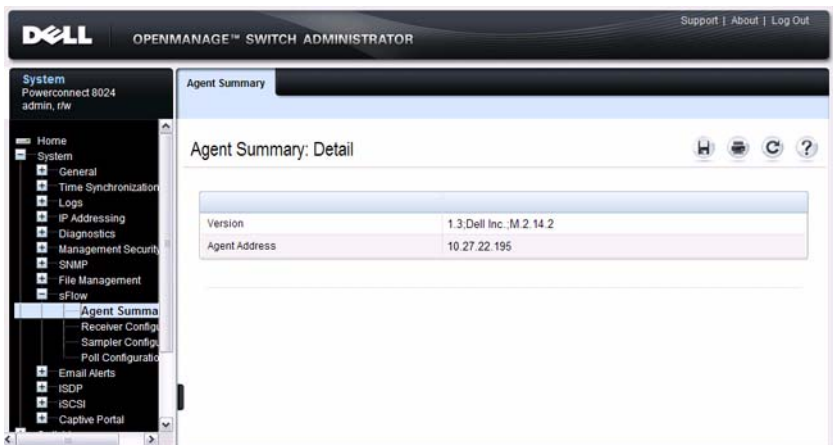 DELL
OPENMANAGE™ SWITCH ADMINISTRATOR
Support | About | Log Out
System
Powerconnect 8024
admin, r/w
Agent Summary
Home
System
General
Time Synchronization
Logs
IP Addressing
Diagnostics
Management Security
SNMP
File Management
sFlow
Agent Summa
Receiver Configu
Sampler Configu
Poll Configuratio
Email Alerts
ISDP
iSCSI
Captive Portal
Agent Summary: Detail
Version 1.3;Dell Inc.;M.2.14.2
Agent Address 10.27.22.195